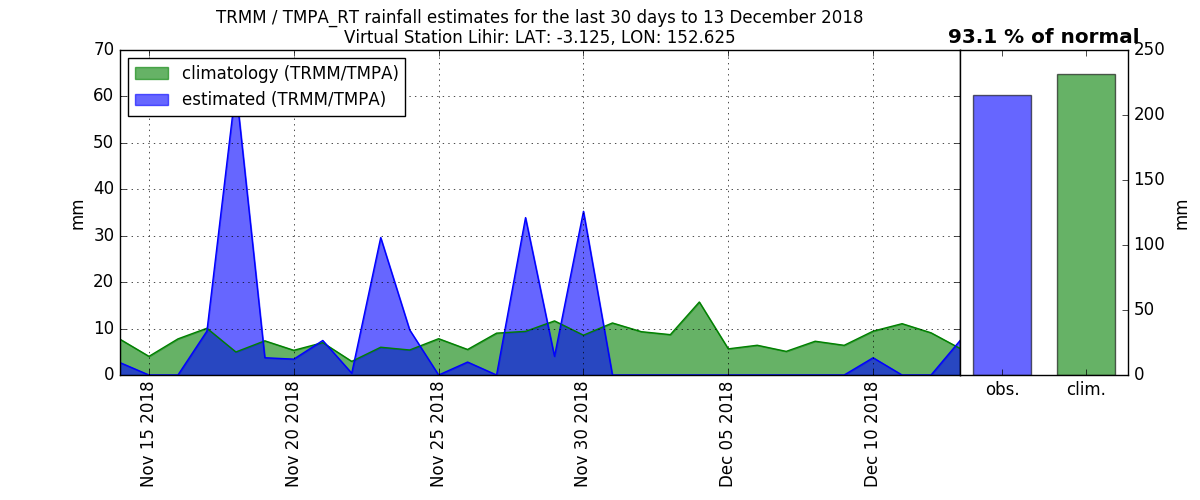 TRMM / TMPA_RT rainfall estimates for the last 30 days to 13 December 2018
Virtual Station Lihir: LAT: -3.125, LON: 152.625
93.1 % of normal
climatology (TRMM/TMPA)
estimated (TRMM/TMPA)
70
60
50
40
30
20
10
0
mm
Nov 15 2018
Nov 20 2018
Nov 25 2018
Nov 30 2018
Dec 05 2018
Dec 10 2018
250
200
150
100
50
0
mm
obs.
clim.